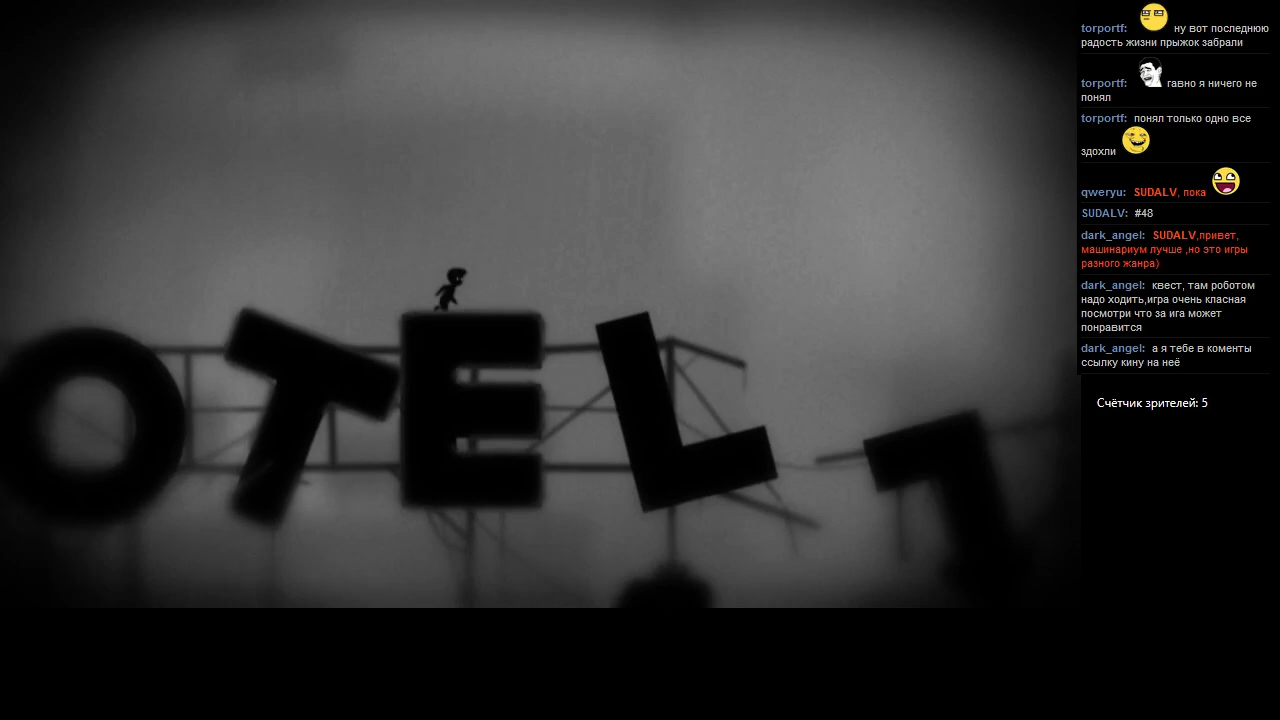 OTEL
torportf: ну вот последнюю
радость жизни прыжок забрали
torportf: гавно я ничего не
понял
torportf: понял только одно все
здохли
qweryu: SUDALV, пока
SUDALV: #48
dark_angel: SUDALV,привет,
машинариум лучше ,но это игры
разного жанра)
dark_angel: квест, там роботом
надо ходить,игра очень класная
посмотри что за ига может
понравится
dark_angel: а я тебе в коменты
ссылку кину на неё
Счётчик зрителей: 5